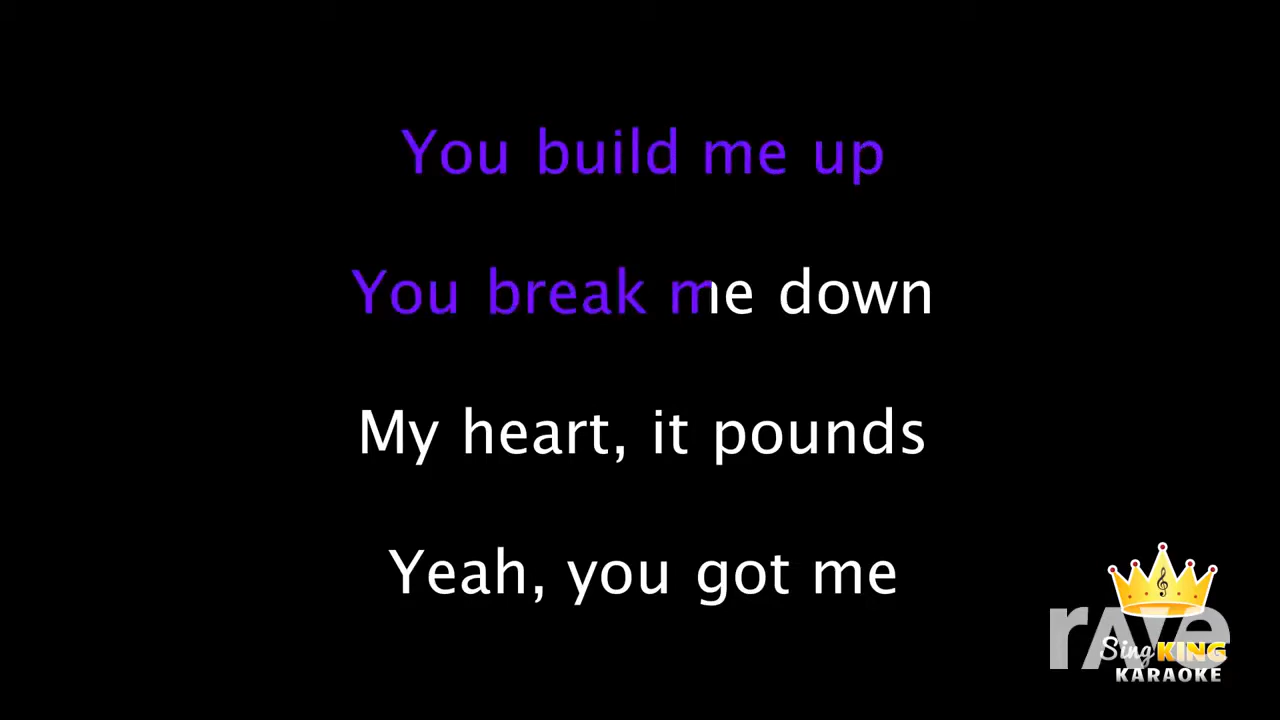 You build me up
You break me down
My heart, it pounds
Yeah, you got me
rave
Sing KING
KARAOKE